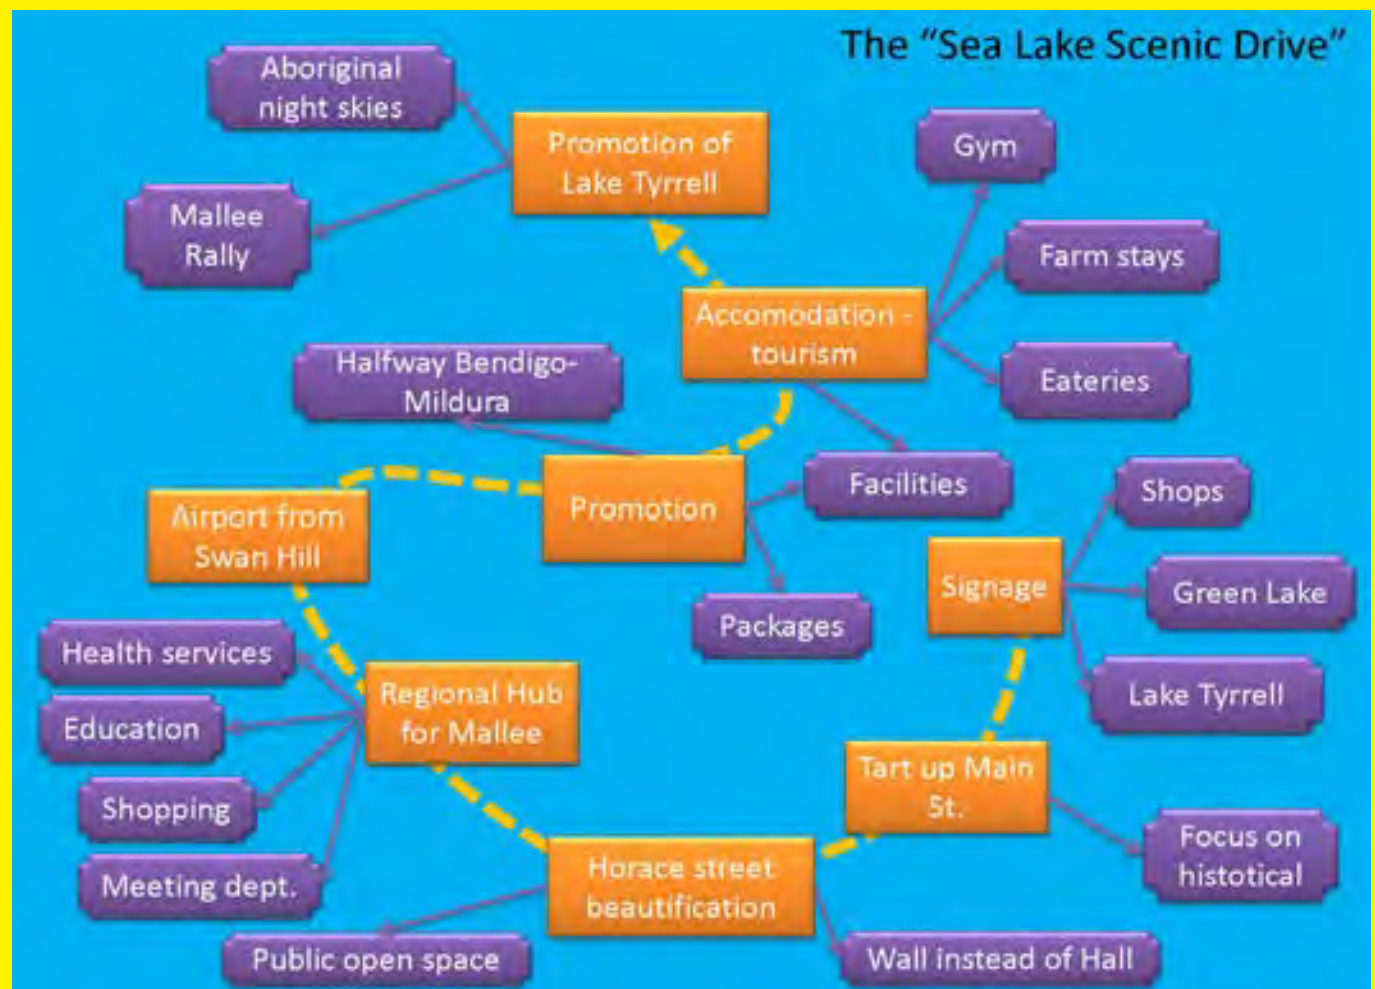 The "Sea Lake Scenic Drive"
Aboriginal
night skies
Promotion of
Lake Tyrrell
Gym
Mallee
Rally
Farm stays
Accomodation -
tourism
Halfway Bendigo-
Mildura
Eateries
Facilities
Shops
Airport from
Swan Hill
Promotion
Signage
Green Lake
Packages
Health services
Regional Hub
for Mallee
Lake Tyrrell
Education
Tart up Main
St.
Shopping
Focus on
histotical
Meeting dept.
Horace street
beautification
Public open space
Wall instead of Hall